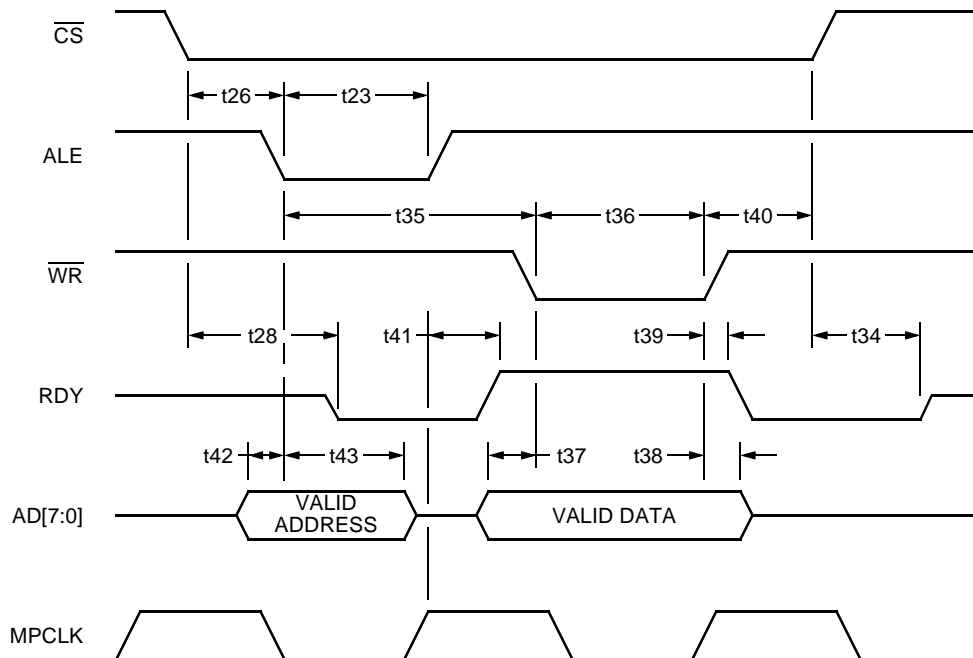 CS
t26
t23
ALE
t35
t36
t40
WR
t28
t41
t39
t34
RDY
t42
t43
t37
t38
AD[7:0]
VALID
ADDRESS
VALID DATA
MPCLK